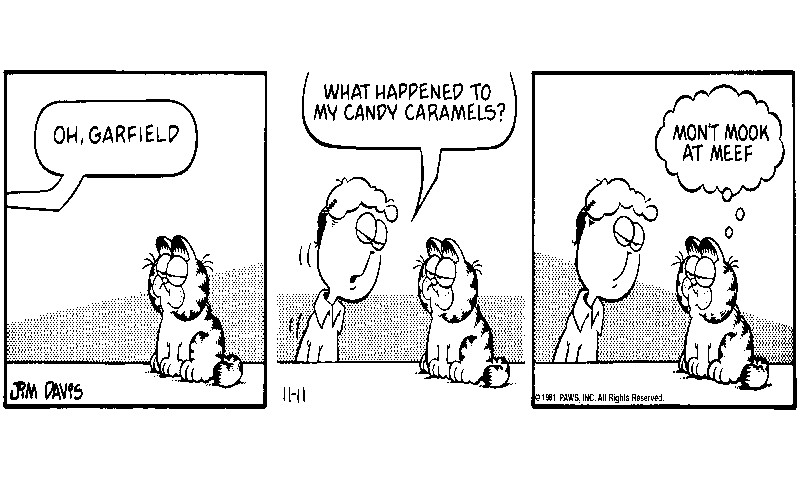 OH, GARFIELD
WHAT HAPPENED TO
MY CANDY CARAMELS?
MON'T MOOK
AT MEEF
JIM DAVIS
11-11
© 1981 PAWS, INC. All Rights Reserved.